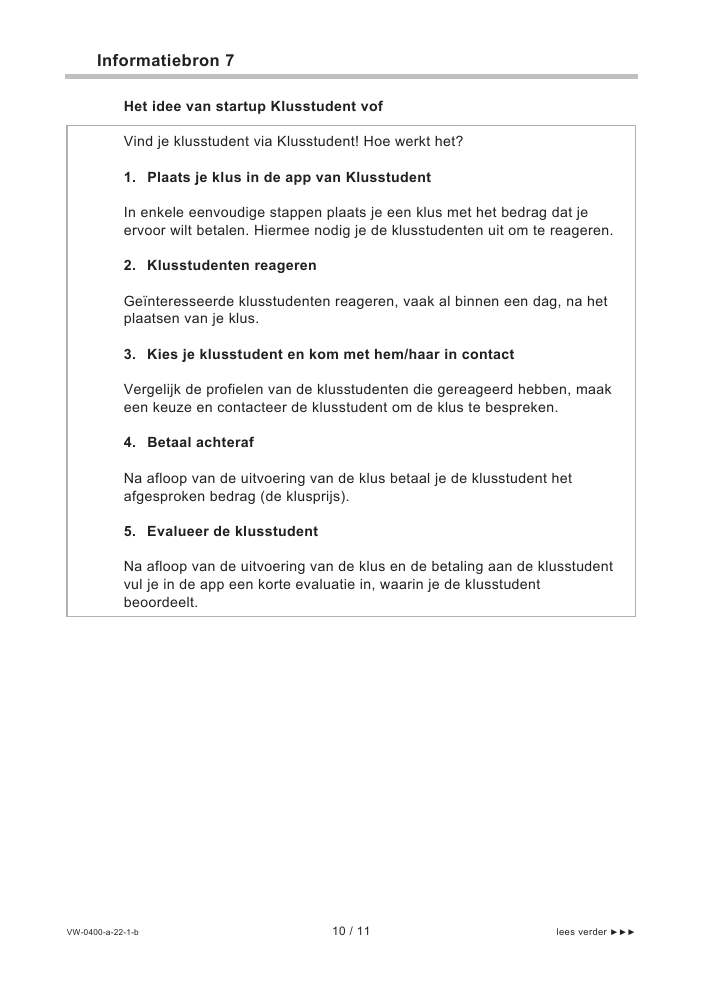 Informatiebron 7
Het idee van startup Klusstudent vof
Vind je klusstudent via Klusstudent! Hoe werkt het?
1. Plaats je klus in de app van Klusstudent
In enkele eenvoudige stappen plaats je een klus met het bedrag dat je
ervoor wilt betalen. Hiermee nodig je de klusstudenten uit om te reageren.
2. Klusstudenten reageren
Geïnteresseerde klusstudenten reageren, vaak al binnen een dag, na het
plaatsen van je klus.
3. Kies je klusstudent en kom met hem/haar in contact
Vergelijk de profielen van de klusstudenten die gereageerd hebben, maak
een keuze en contacteer de klusstudent om de klus te bespreken.
4. Betaal achteraf
Na afloop van de uitvoering van de klus betaal je de klusstudent het
afgesproken bedrag (de klusprijs).
5. Evalueer de klusstudent
Na afloop van de uitvoering van de klus en de betaling aan de klusstudent
vul je in de app een korte evaluatie in, waarin je de klusstudent
beoordeelt.
VW-0400-a-22-1-b
10 / 11
lees verder ►►►